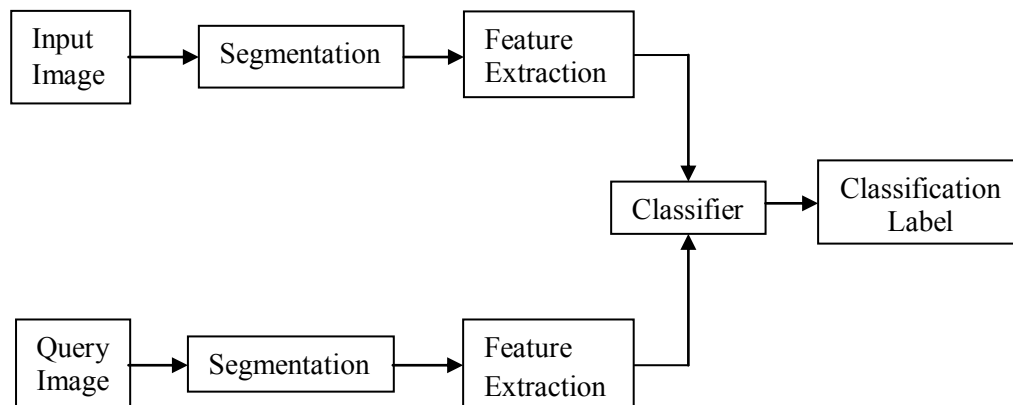 Input
Image
Segmentation
Feature
Extraction
Classifier
Classification
Label
Query
Image
Segmentation
Feature
Extraction